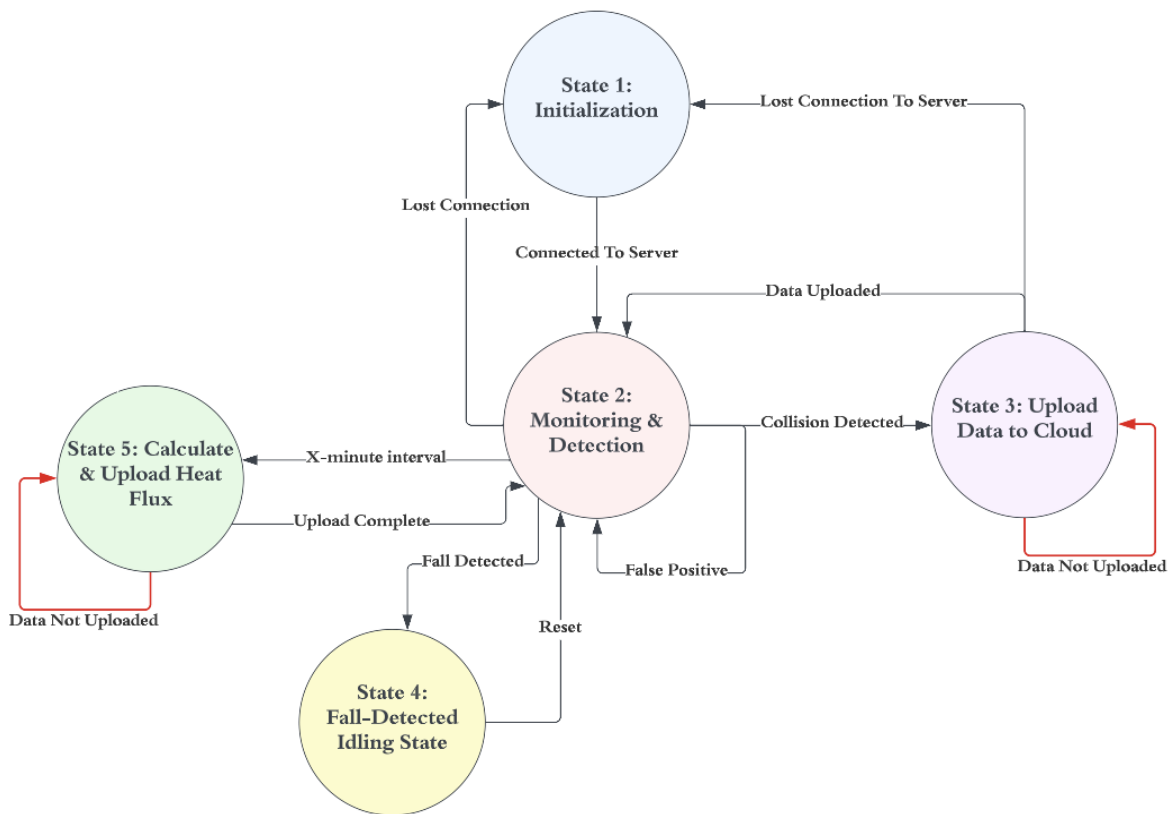 State 1:
Initialization
Lost Connection To Server
Lost Connection
Connected To Server
Data Uploaded
State 2:
Monitoring &
Detection
Collision Detected
State 3: Upload
Data to Cloud
State 5: Calculate
& Upload Heat
Flux
X-minute interval
Upload Complete
Fall Detected
False Positive
Data Not Uploaded
Data Not Uploaded
Reset
State 4:
Fall-Detected
Idling State